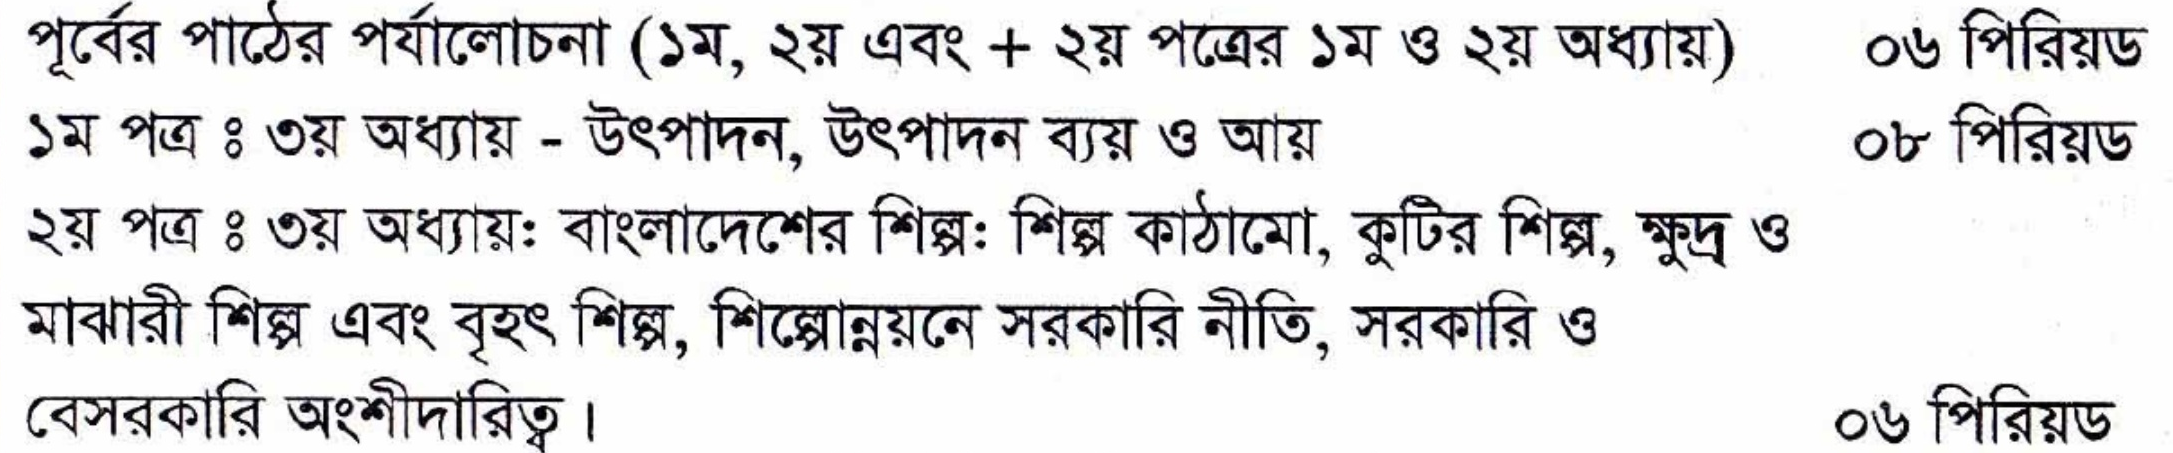 পূর্বের পাঠের পর্যালোচনা (১ম, ২য় এবং + ২য় পত্রের ১ম ও ২য় অধ্যায়) ০৬ পিরিয়ড
১ম পত্র ঃ ৩য় অধ্যায় - উৎপাদন, উৎপাদন ব্যয় ও আয় ০৮ পিরিয়ড
২য় পত্র ঃ ৩য় অধ্যায়ঃ বাংলাদেশের শিল্পঃ শিল্প কাঠামো, কুটির শিল্প, ক্ষুদ্র ও
মাঝারী শিল্প এবং বৃহৎ শিল্প, শিল্পোন্নয়নে সরকারি নীতি, সরকারি ও
বেসরকারি অংশীদারিত্ব। ০৬ পিরিয়ড